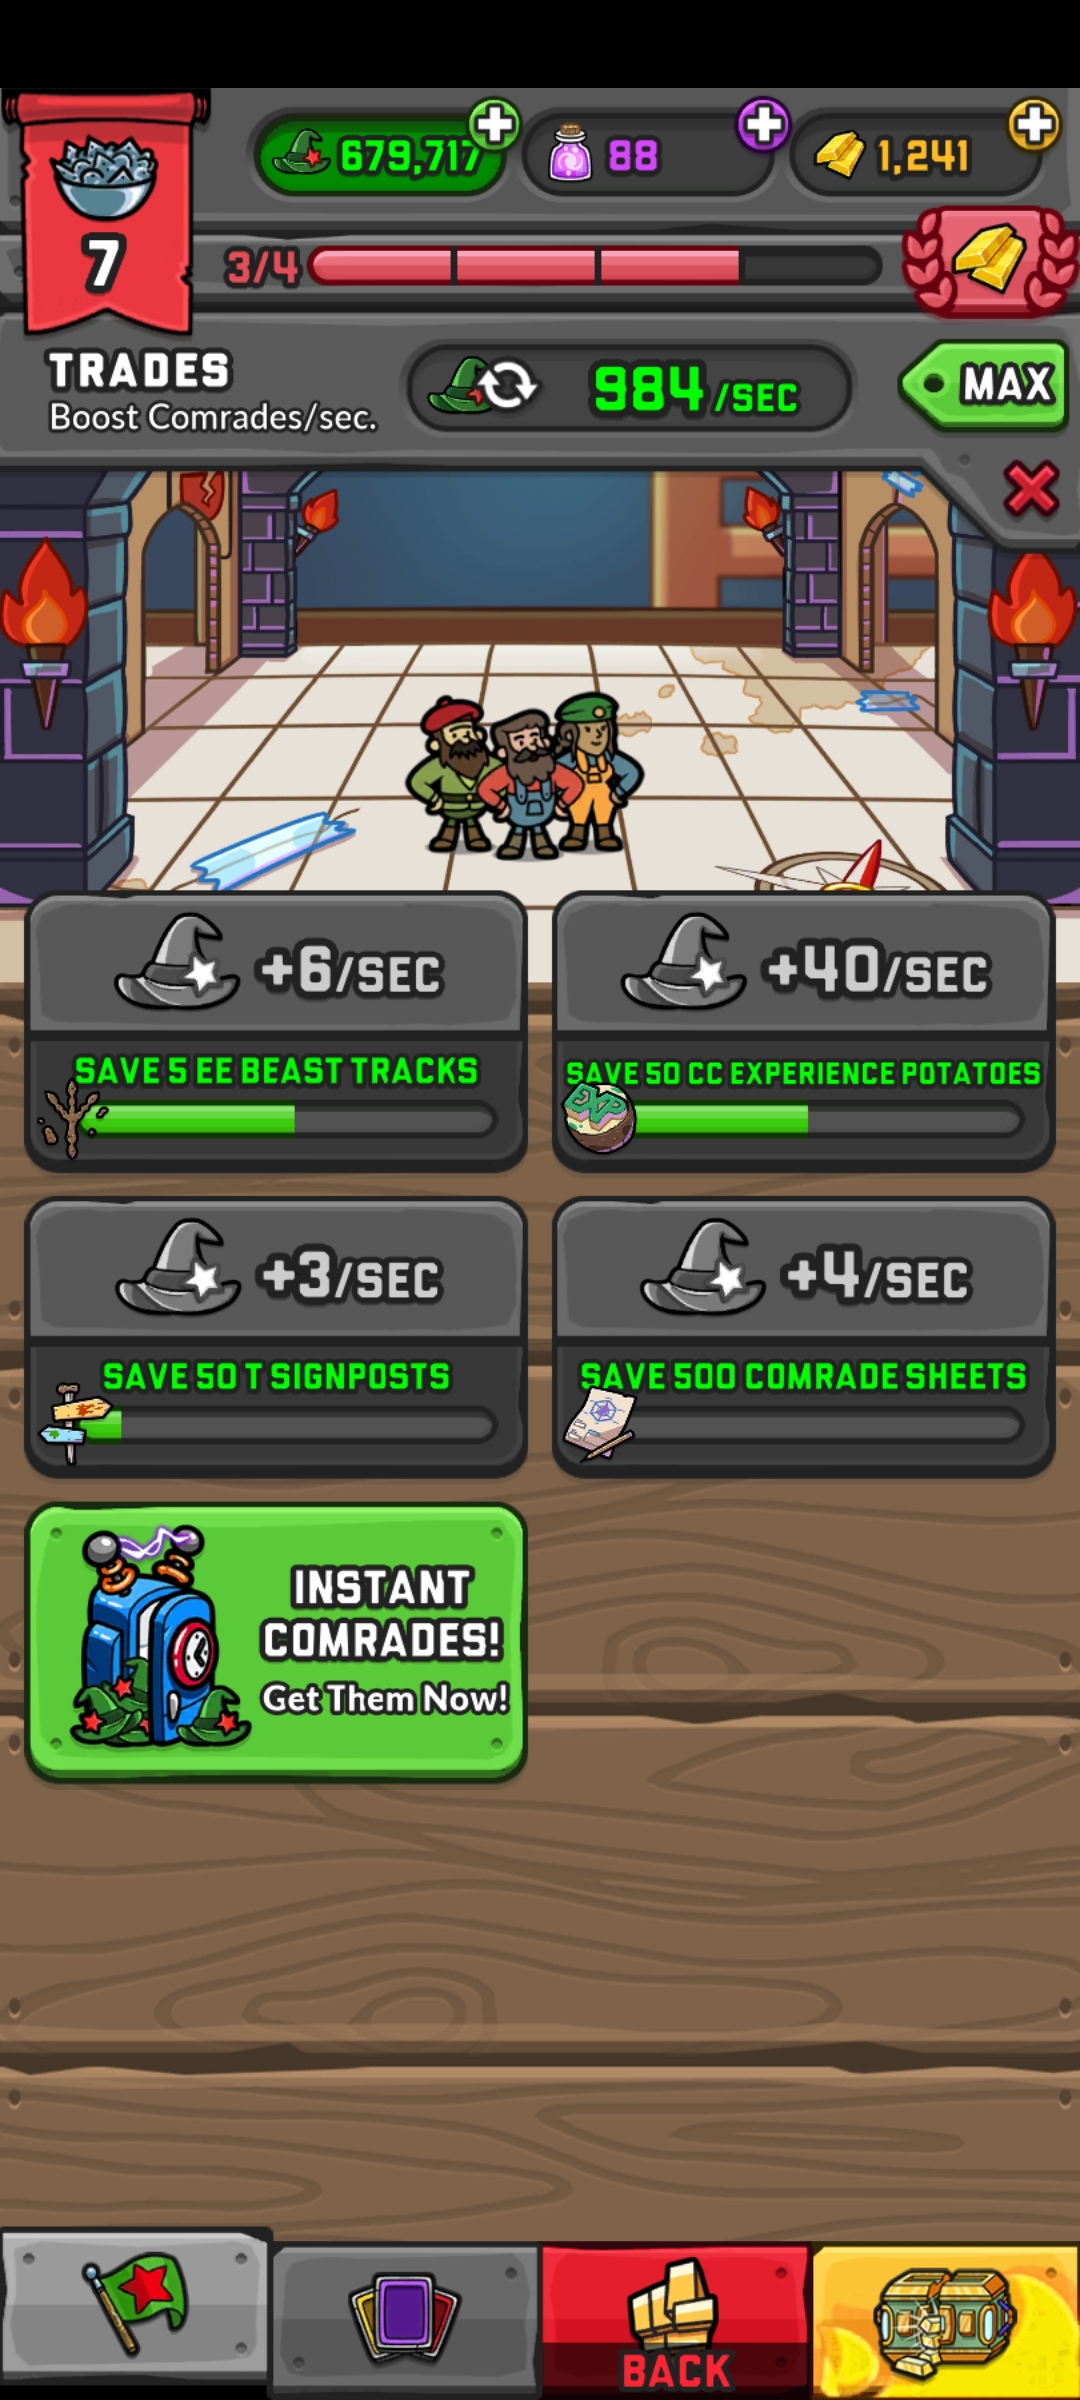 679,717
88
1,241
7
3/4
TRADES
Boost Comrades/sec.
984/SEC
MAX
+6/SEC
+40/SEC
SAVE 5 EE BEAST TRACKS
SAVE 50 CC EXPERIENCE POTATOES
EXP
+3/SEC
+4/SEC
SAVE 50 T SIGNPOSTS
SAVE 500 COMRADE SHEETS
INSTANT
COMRADES!
Get Them Now!
BACK